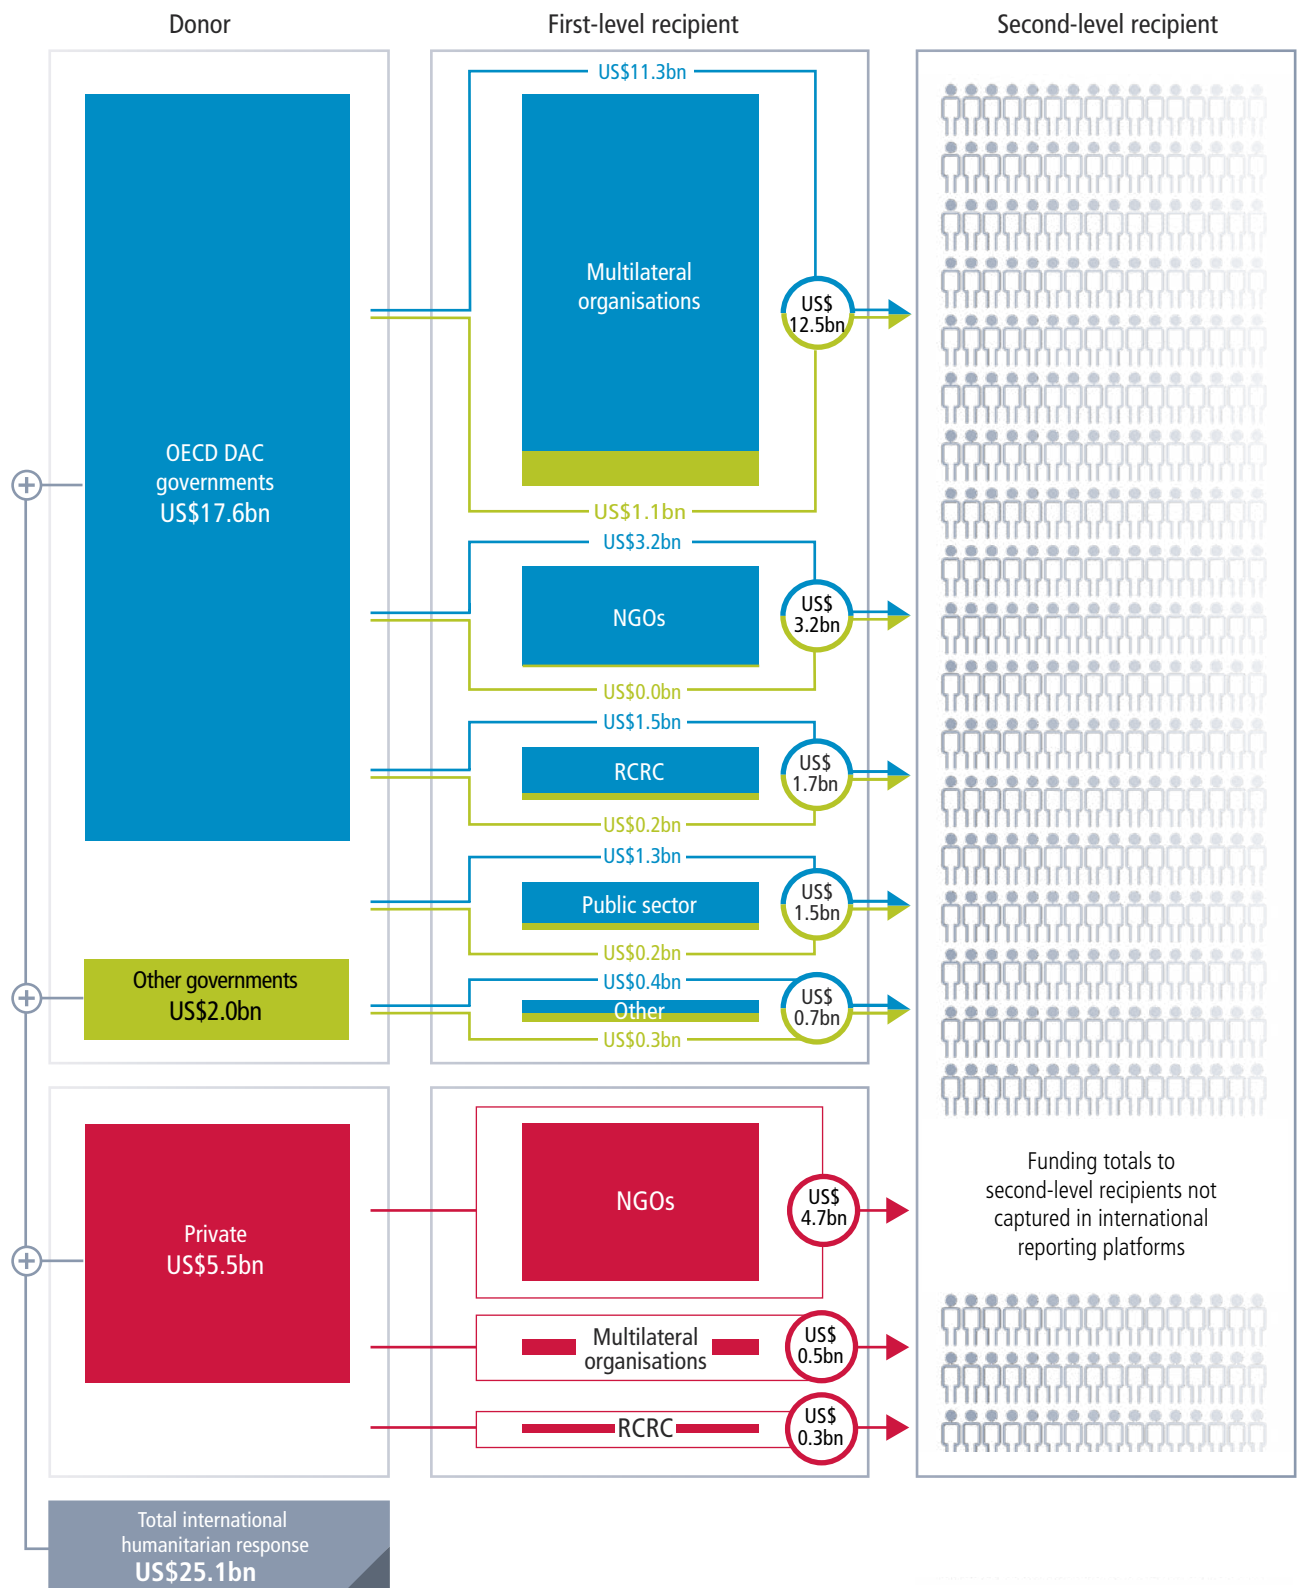 Donor
First-level recipient
Second-level recipient
OECD DAC
governments
US$17.6bn
Other governments
US$2.0bn
US$11.3bn
Multilateral
organisations
US$
12.5bn
US$1.1bn
US$3.2bn
NGOs
US$
3.2bn
US$0.0bn
US$1.5bn
RCRC
US$
1.7bn
US$0.2bn
US$1.3bn
Public sector
US$
1.5bn
US$0.2bn
US$0.4bn
Other
US$
0.7bn
US$0.3bn
Private
US$5.5bn
NGOs
US$
4.7bn
Multilateral
organisations
US$
0.5bn
RCRC
US$
0.3bn
Funding totals to
second-level recipients not
captured in international
reporting platforms
Total international
humanitarian response
US$25.1bn